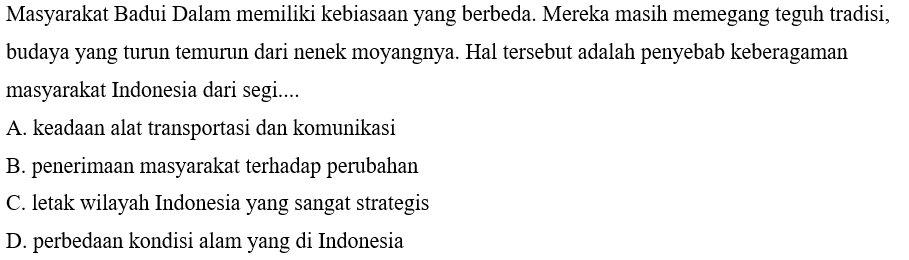 Masyarakat Badui Dalam memiliki kebiasaan yang berbeda. Mereka masih memegang teguh tradisi,
budaya yang turun temurun dari nenek moyangnya. Hal tersebut adalah penyebab keberagaman
masyarakat Indonesia dari segi....
A. keadaan alat transportasi dan komunikasi
B. penerimaan masyarakat terhadap perubahan
C. letak wilayah Indonesia yang sangat strategis
D. perbedaan kondisi alam yang di Indonesia